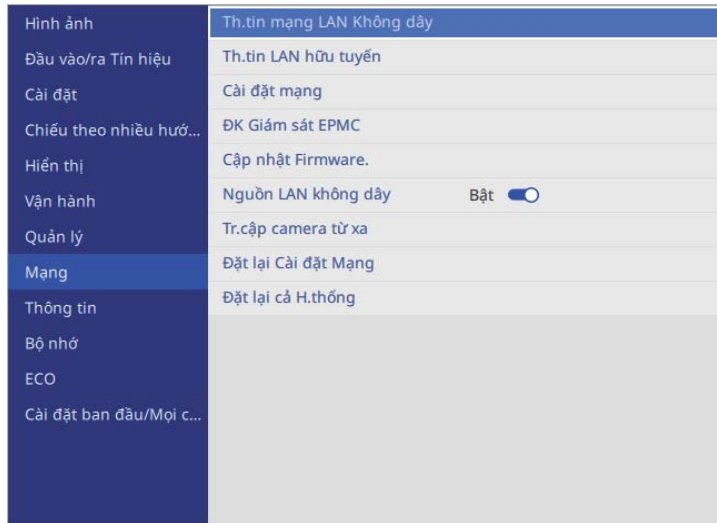 Hình ảnh
Đầu vào/ra Tín hiệu
Cài đặt
Chiếu theo nhiều hướ...
Hiển thị
Vận hành
Quản lý
Mạng
Thông tin
Bộ nhớ
ECO
Cài đặt ban đầu/Mọi c...
Th.tin mạng LAN Không dây
Th.tin LAN hữu tuyến
Cài đặt mạng
ĐK Giám sát EPMC
Cập nhật Firmware.
Nguồn LAN không dây Bật
Tr.cập camera từ xa
Đặt lại Cài đặt Mạng
Đặt lại cả H.thống